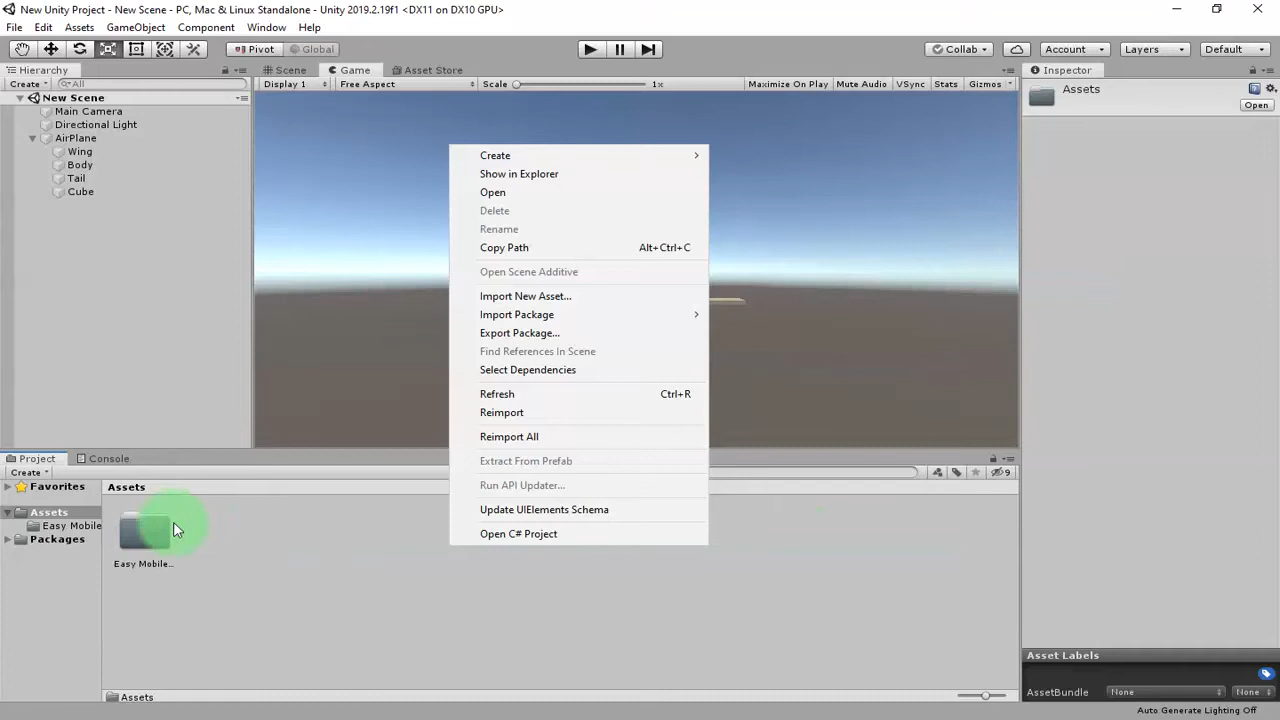 New Unity Project - New Scene - PC, Mac & Linux Standalone - Unity 2019.2.19f1 <DX11 on DX10 GPU>
File Edit Assets GameObject Component Window Help
Pivot Global Collab Account Layers Default
Hierarchy Scene Game Asset Store Inspector
Create All Display 1 Free Aspect Scale 1x Maximize On Play Mute Audio VSync Stats Gizmos Assets
New Scene Open
Main Camera
Directional Light
AirPlane
Wing
Body
Tail
Cube
Create
Show in Explorer
Open
Delete
Rename
Copy Path Alt+Ctrl+C
Open Scene Additive
Import New Asset...
Import Package
Export Package...
Find References In Scene
Select Dependencies
Refresh Ctrl+R
Reimport
Reimport All
Extract From Prefab
Run API Updater...
Update UIElements Schema
Open C# Project
Project Console
Create 9
Favorites Assets
Assets
Easy Mobile
Packages
Easy Mobile...
Assets
Asset Labels
AssetBundle None None
Auto Generate Lighting Off